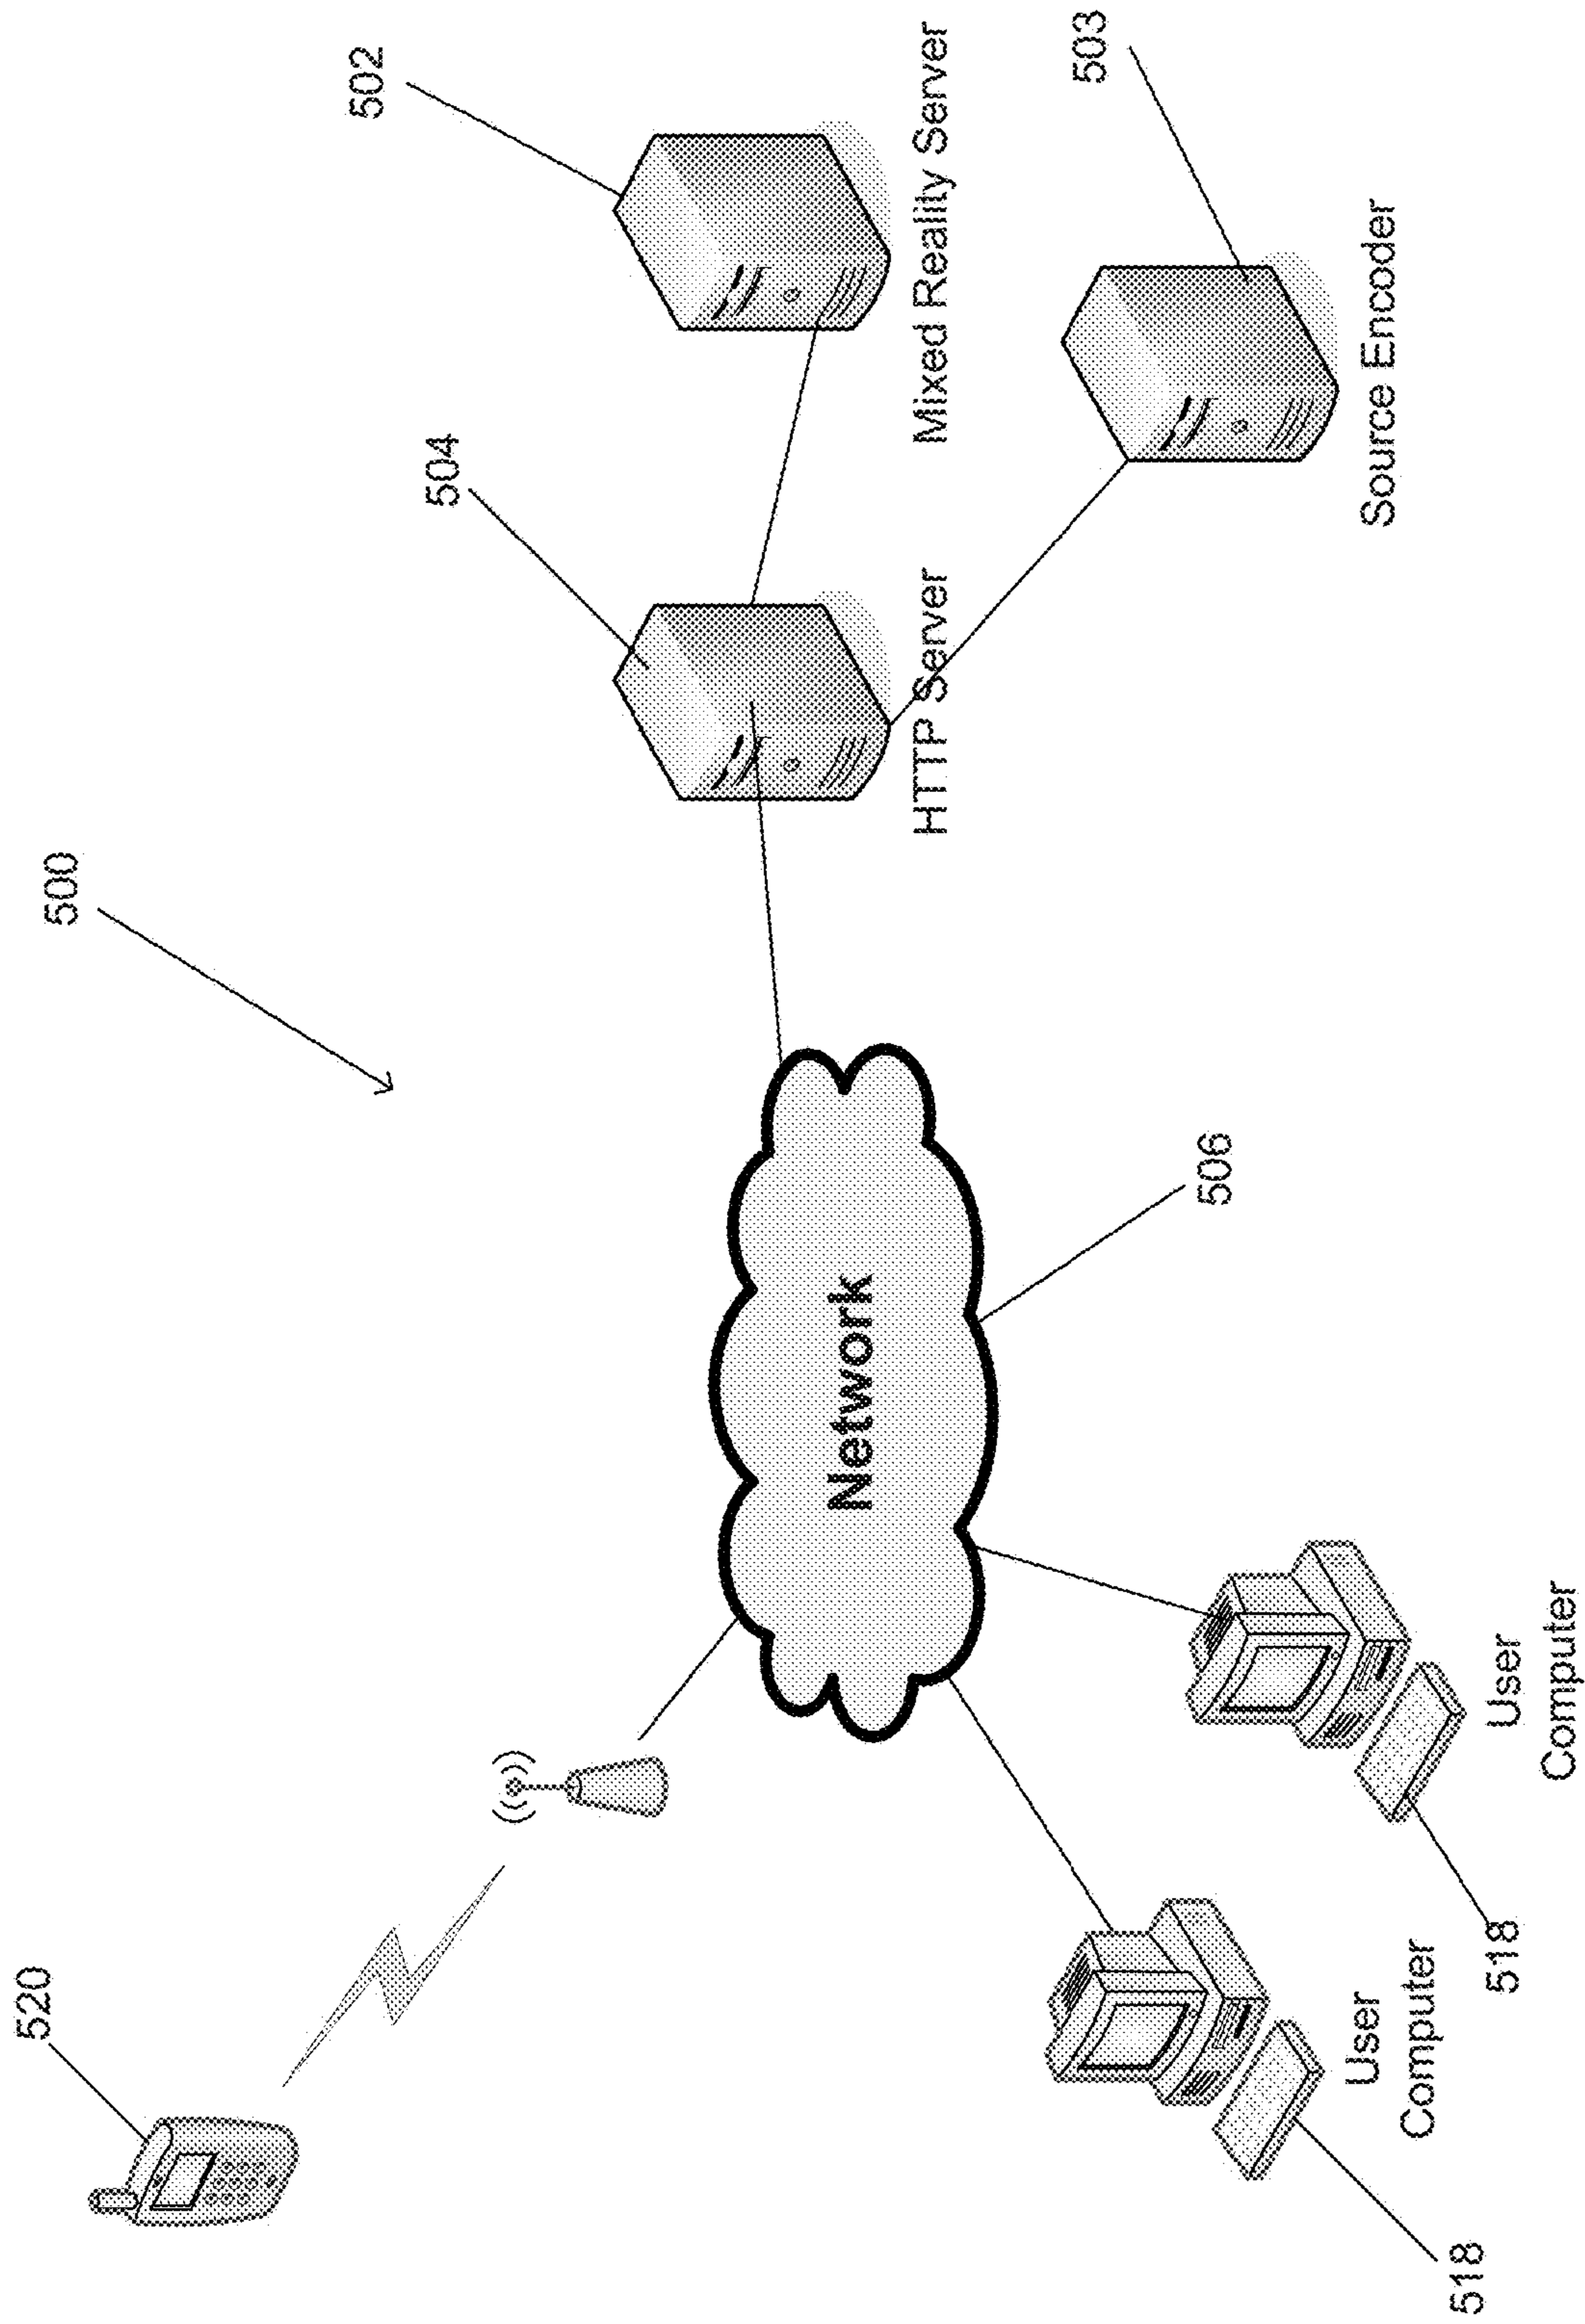 500
520
502
504
Network
HTTP Server
Mixed Reality Server
503
506
518
User
Computer
518
User
Computer
Source Encoder